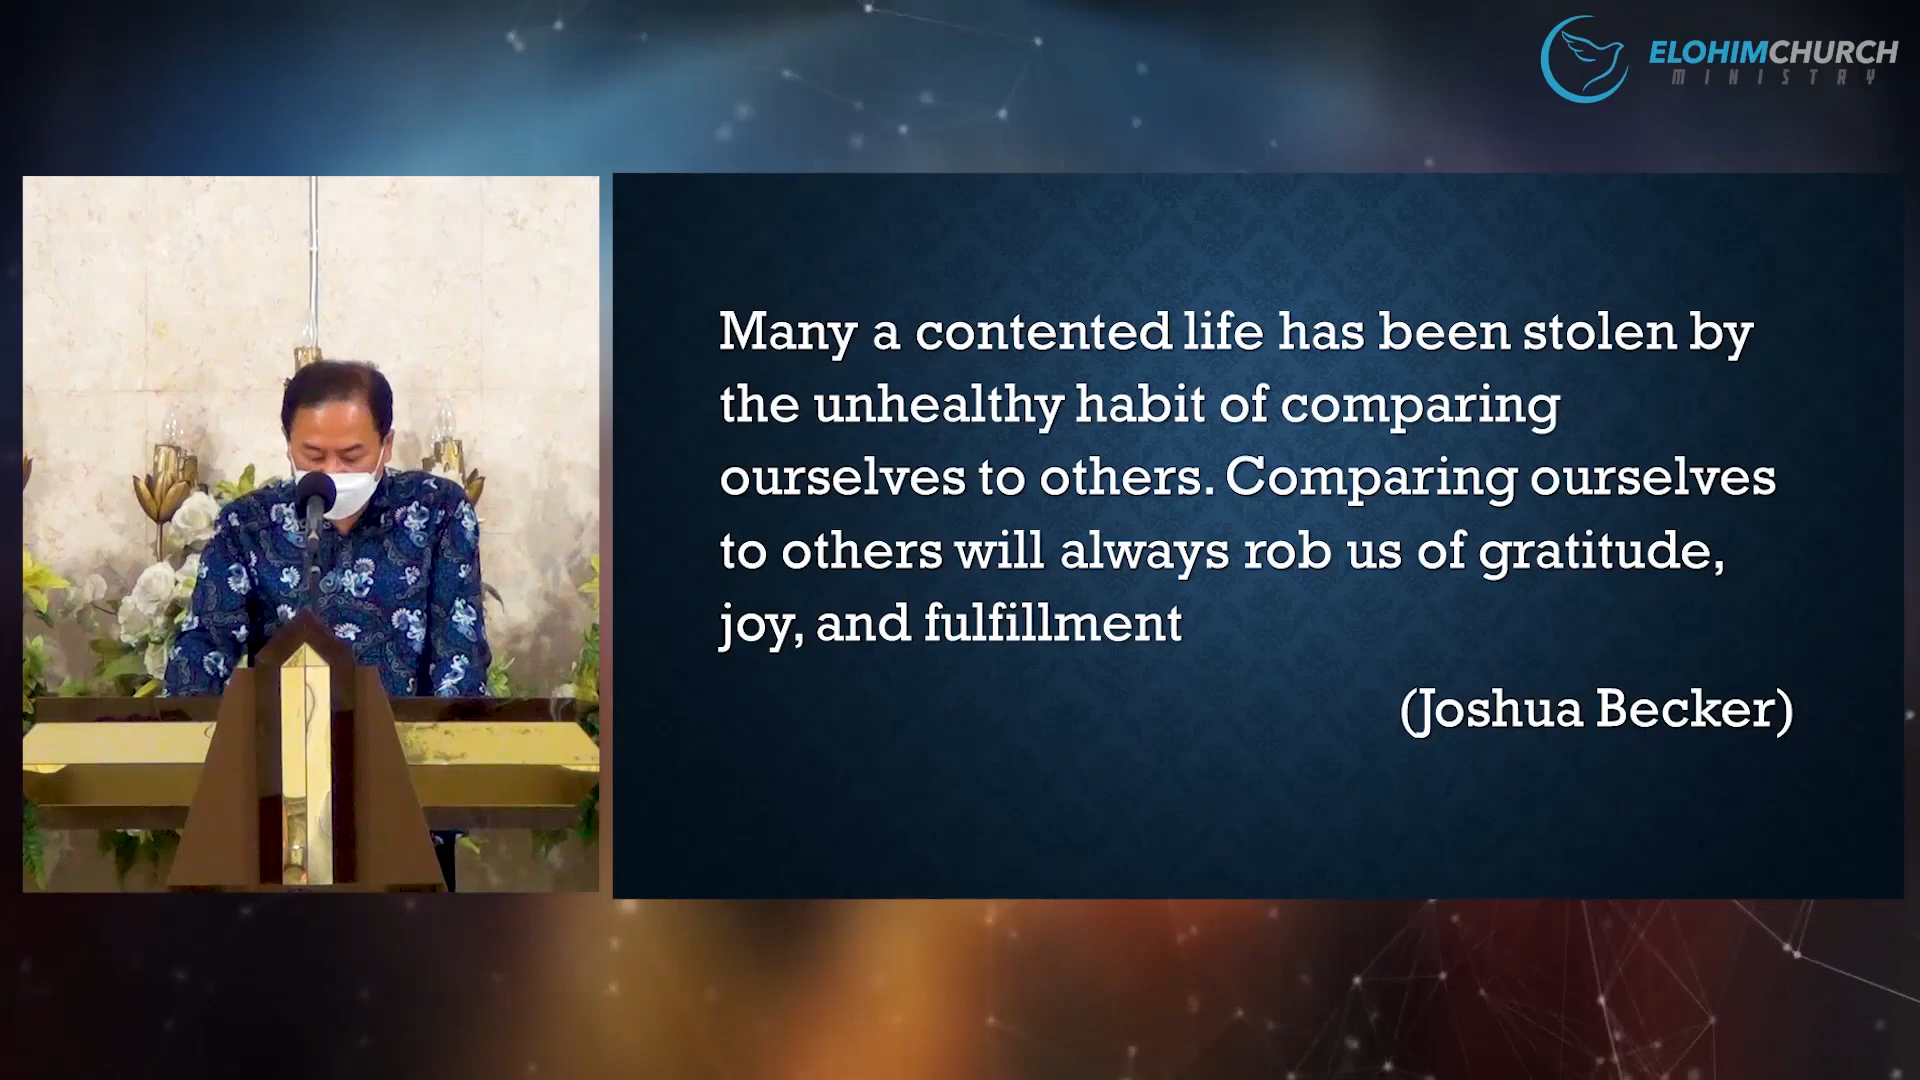 ELOHIMCHURCH
MINISTRY
Many a contented life has been stolen by
the unhealthy habit of comparing
ourselves to others. Comparing ourselves
to others will always rob us of gratitude,
joy, and fulfillment
(Joshua Becker)